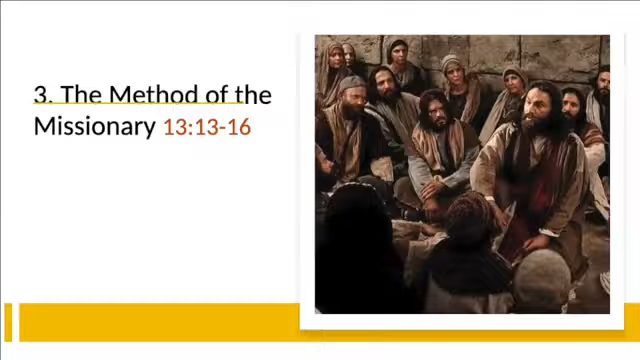 3. The Method of the
Missionary 13:13-16